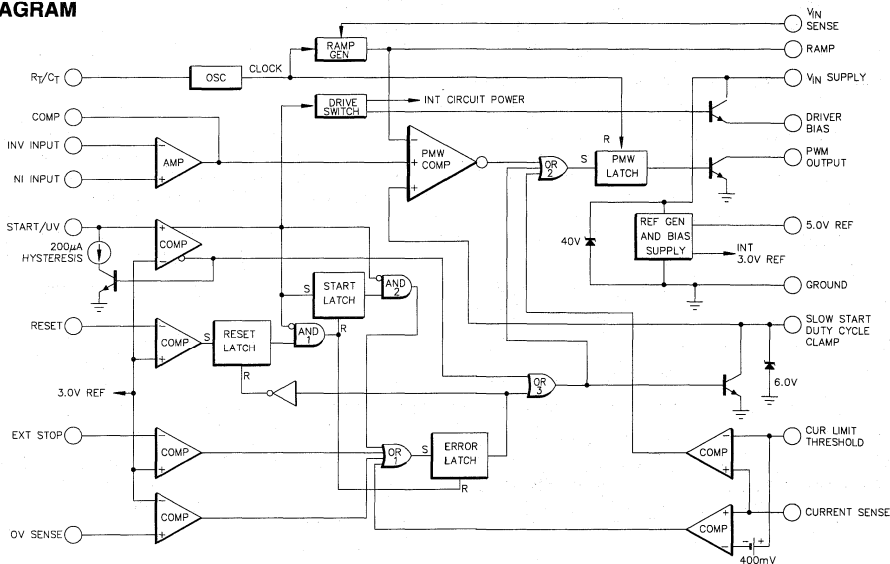 AGRAM
VIN
SENSE
RAMP
GEN
RAMP
RT/CT
OSC
CLOCK
VIN SUPPLY
DRIVE
SWITCH
INT CIRCUIT POWER
COMP
DRIVER
BIAS
INV INPUT
−
AMP
+
NI INPUT
−
+
+
PMW
COMP
OR
2
S
R
PMW
LATCH
PWM
OUTPUT
START/UV
+
COMP
−
200μA
HYSTERESIS
40V
REF GEN
AND BIAS
SUPPLY
5.0V REF
INT
3.0V REF
GROUND
S
START
LATCH
R
AND
2
RESET
−
COMP
+
S
RESET
LATCH
R
AND
1
SLOW START
DUTY CYCLE
CLAMP
3.0V REF
OR
3
6.0V
EXT STOP
−
COMP
+
OR
1
S
ERROR
LATCH
R
−
COMP
+
CUR LIMIT
THRESHOLD
−
COMP
+
OV SENSE
+
COMP
−
− +
400mV
CURRENT SENSE